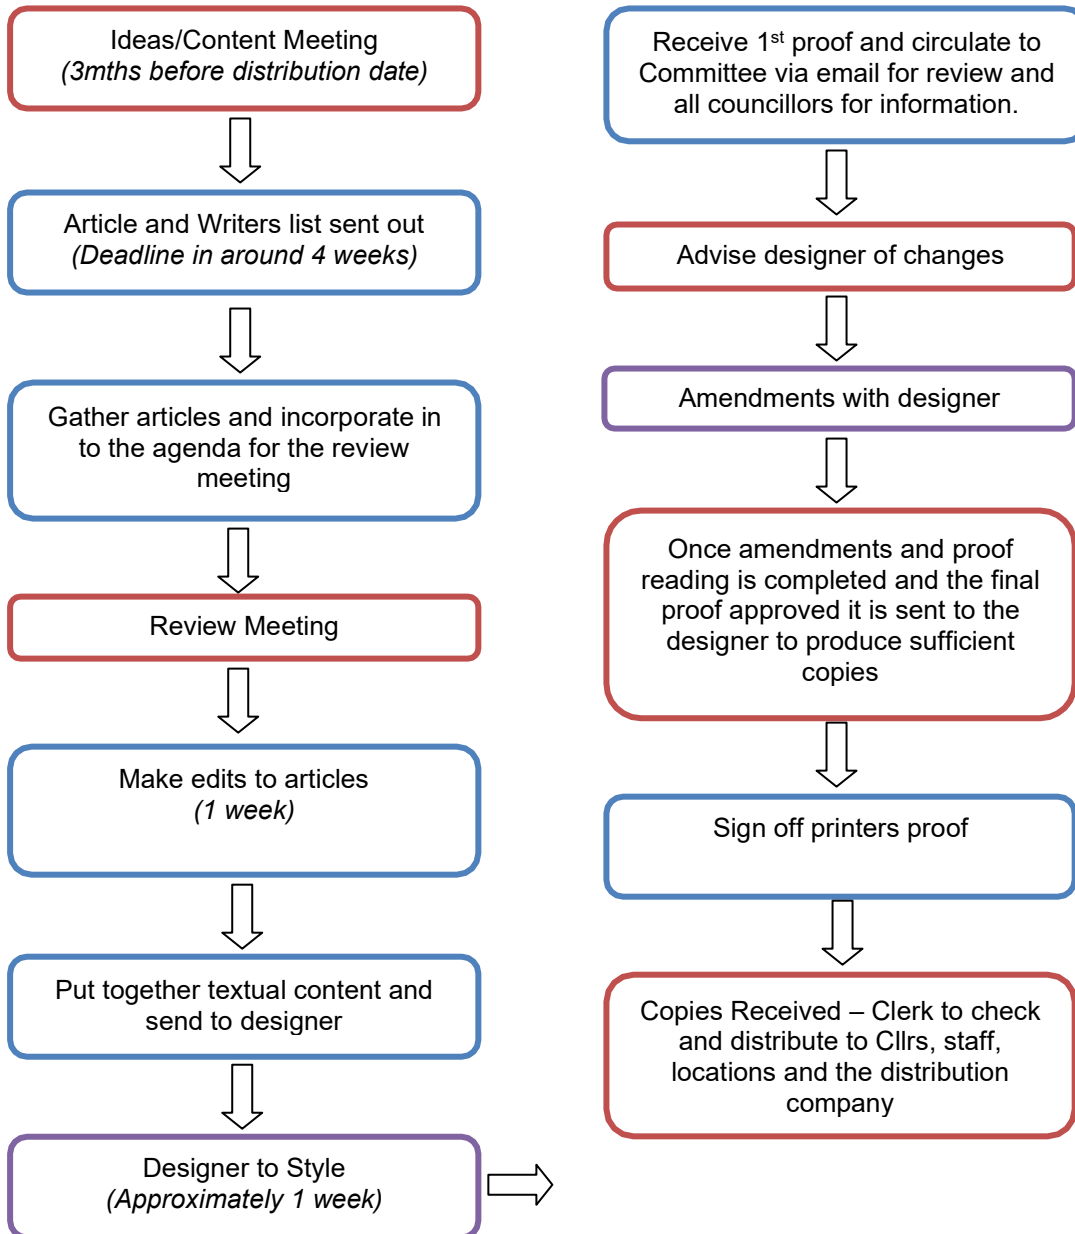 Ideas/Content Meeting
(3mths before distribution date)
Article and Writers list sent out
(Deadline in around 4 weeks)
Gather articles and incorporate in
to the agenda for the review
meeting
Review Meeting
Make edits to articles
(1 week)
Put together textual content and
send to designer
Designer to Style
(Approximately 1 week)
Receive 1st proof and circulate to
Committee via email for review and
all councillors for information.
Advise designer of changes
Amendments with designer
Once amendments and proof
reading is completed and the final
proof approved it is sent to the
designer to produce sufficient
copies
Sign off printers proof
Copies Received – Clerk to check
and distribute to Cllrs, staff,
locations and the distribution
company